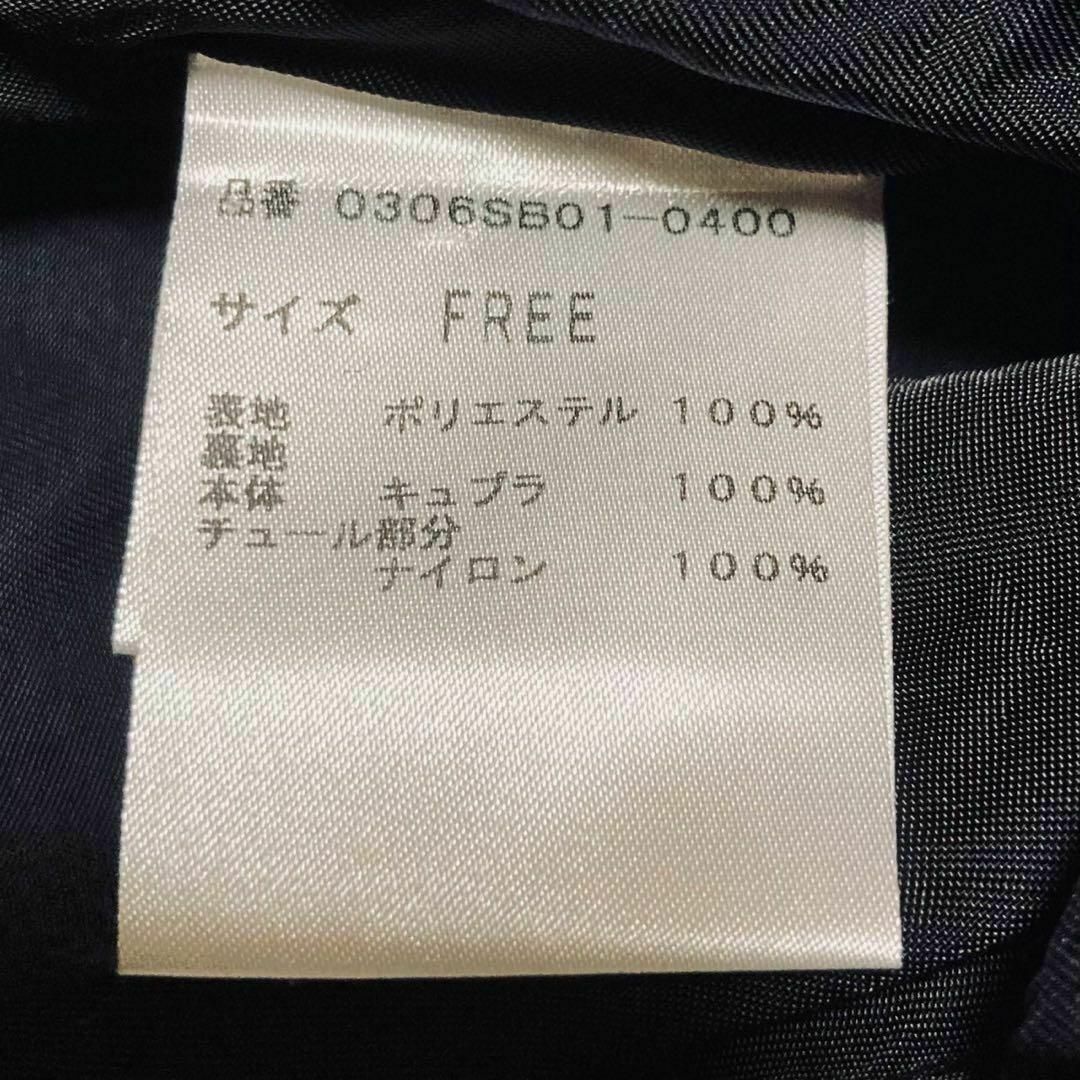 品番 0306SB01-0400
サイズ FREE
表地 ポリエステル 100%
裏地
本体 キュプラ 100%
チュール部分
ナイロン 100%